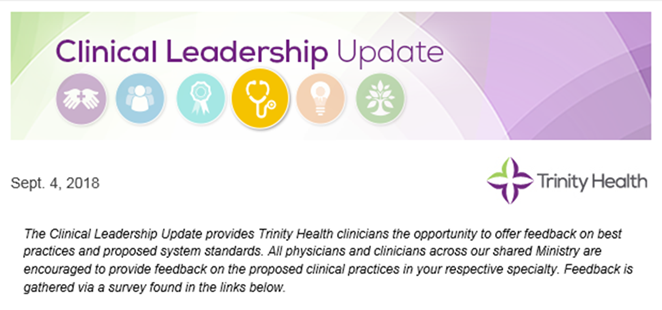 Clinical Leadership Update
Sept. 4, 2018
Trinity Health
The Clinical Leadership Update provides Trinity Health clinicians the opportunity to offer feedback on best
practices and proposed system standards. All physicians and clinicians across our shared Ministry are
encouraged to provide feedback on the proposed clinical practices in your respective specialty. Feedback is
gathered via a survey found in the links below.